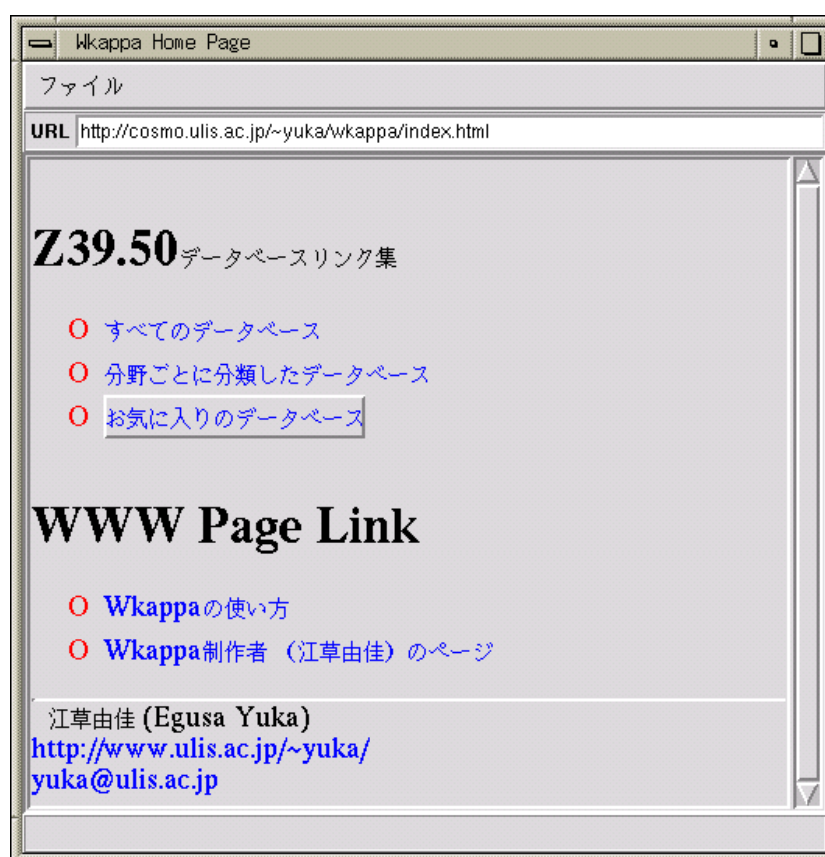 Wkappa Home Page
ファイル
URL http://cosmo.ulis.ac.jp/~yuka/wkappa/index.html
Z39.50データベースリンク集
O すべてのデータベース
O 分野ごとに分類したデータベース
O お気に入りのデータベース
WWW Page Link
O Wkappaの使い方
O Wkappa制作者 (江草由佳) のページ
江草由佳 (Egusa Yuka)
http://www.ulis.ac.jp/~yuka/
yuka@ulis.ac.jp